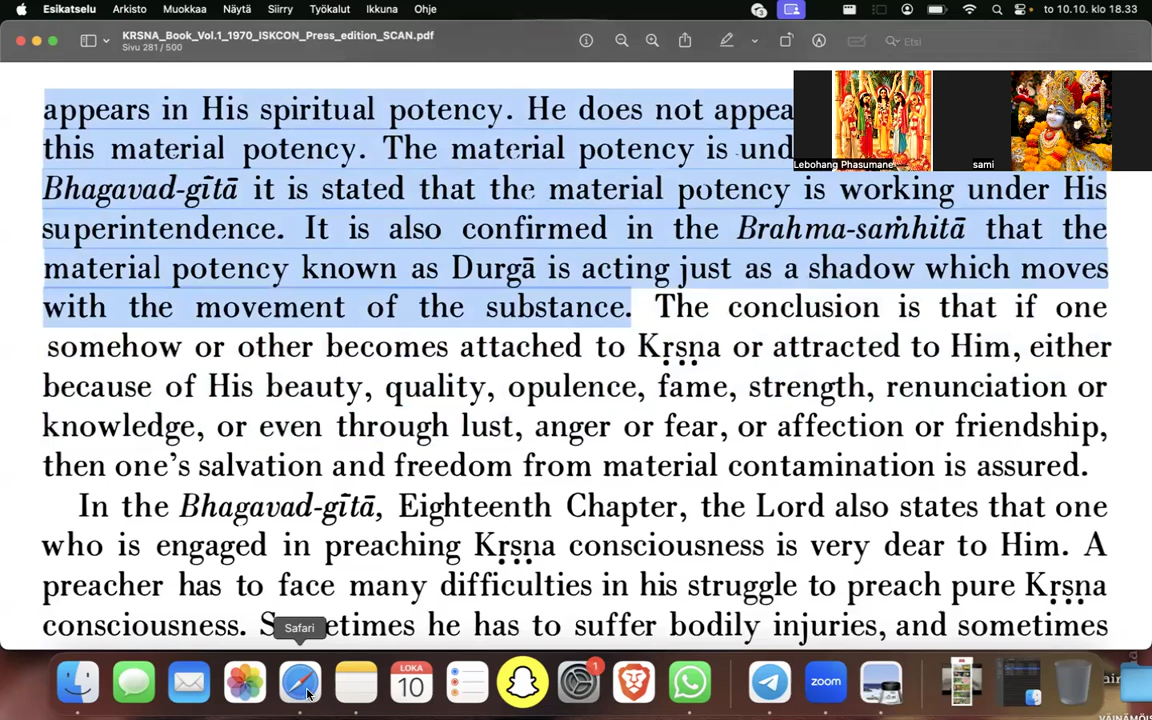 Esikatselu Arkisto Muokkaa Näytä Siirry Työkalut Ikkuna Ohje to 10.10. klo 18.33
KRSNA_Book_Vol.1_1970_ISKCON_Press_edition_SCAN.pdf
Sivu 281 / 500
Etsi
appears in His spiritual potency. He does not appea
this material potency. The material potency is und
Lebohang Phasumane sami
Bhagavad-gītā it is stated that the material potency is working under His
superintendence. It is also confirmed in the Brahma-saṁhitā that the
material potency known as Durgā is acting just as a shadow which moves
with the movement of the substance. The conclusion is that if one
somehow or other becomes attached to Kṛṣṇa or attracted to Him, either
because of His beauty, quality, opulence, fame, strength, renunciation or
knowledge, or even through lust, anger or fear, or affection or friendship,
then one's salvation and freedom from material contamination is assured.
In the Bhagavad-gītā, Eighteenth Chapter, the Lord also states that one
who is engaged in preaching Kṛṣṇa consciousness is very dear to Him. A
preacher has to face many difficulties in his struggle to preach pure Kṛṣṇa
consciousness. S etimes he has to suffer bodily injuries, and sometimes
Safari
LOKA
10
1
zoom